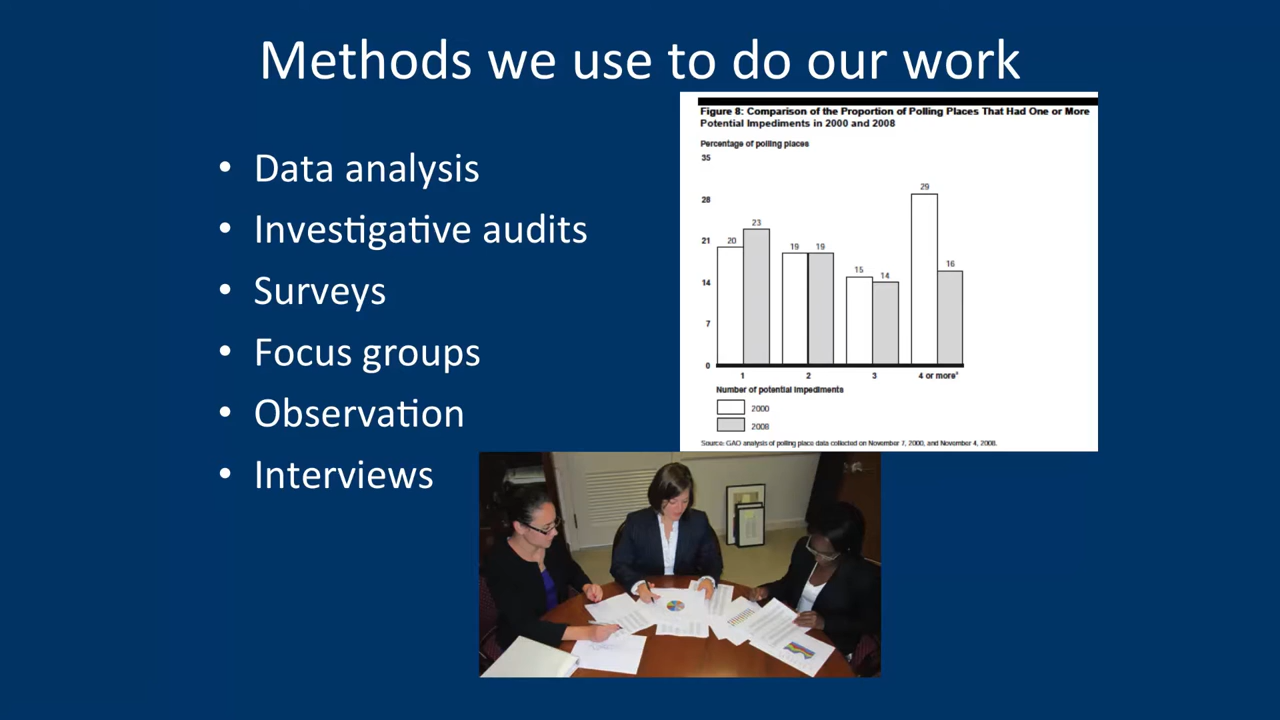 Methods we use to do our work
• Data analysis
• Investigative audits
• Surveys
• Focus groups
• Observation
• Interviews
Figure 8: Comparison of the Proportion of Polling Places That Had One or More
Potential Impediments in 2000 and 2008
Percentage of polling places
35
28
21
14
7
0
20
23
19
19
15
14
29
16
1
2
3
4 or moreª
Number of potential impediments
2000
2008
Source: GAO analysis of polling place data collected on November 7, 2000, and November 4, 2008.